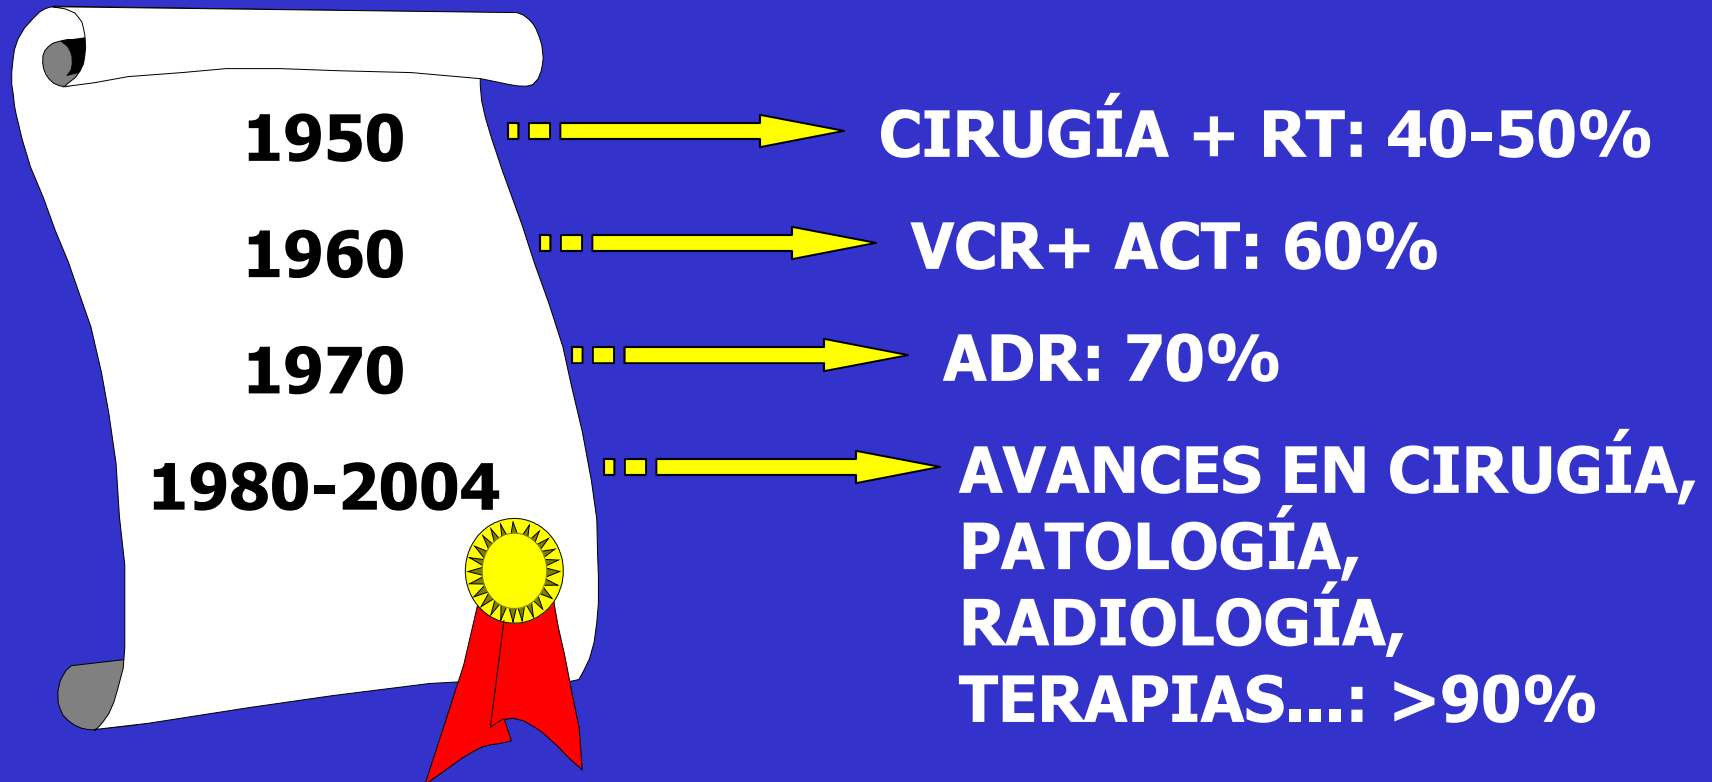 1950
CIRUGÍA + RT: 40-50%
1960
VCR+ ACT: 60%
1970
ADR: 70%
1980-2004
AVANCES EN CIRUGÍA,
PATOLOGÍA,
RADIOLOGÍA,
TERAPIAS...: >90%